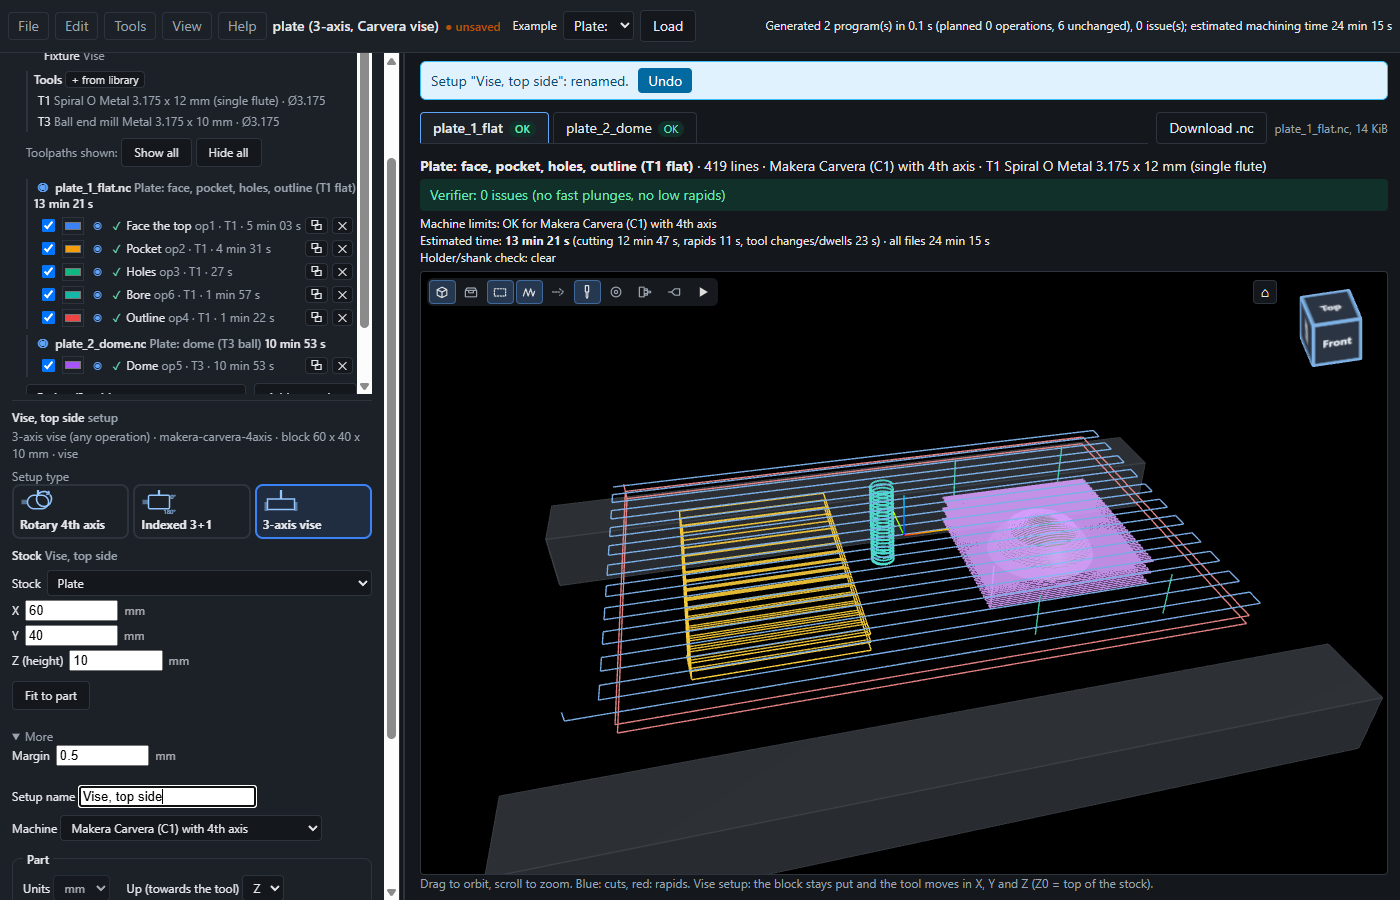 File Edit Tools View Help plate (3-axis, Carvera vise) • unsaved Example Plate: Load Generated 2 program(s) in 0.1 s (planned 0 operations, 6 unchanged), 0 issue(s); estimated machining time 24 min 15 s
Fixture Vise
Tools + from library
T1 Spiral O Metal 3.175 x 12 mm (single flute) · Ø3.175
T3 Ball end mill Metal 3.175 x 10 mm · Ø3.175
Toolpaths shown: Show all Hide all
plate_1_flat.nc Plate: face, pocket, holes, outline (T1 flat)
13 min 21 s
✓ Face the top op1 · T1 · 5 min 03 s
✓ Pocket op2 · T1 · 4 min 31 s
✓ Holes op3 · T1 · 27 s
✓ Bore op6 · T1 · 1 min 57 s
✓ Outline op4 · T1 · 1 min 22 s
plate_2_dome.nc Plate: dome (T3 ball) 10 min 53 s
✓ Dome op5 · T3 · 10 min 53 s
Vise, top side setup
3-axis vise (any operation) · makera-carvera-4axis · block 60 x 40 x
10 mm · vise
Setup type
Rotary 4th axis
180°
Indexed 3+1
3-axis vise
Stock Vise, top side
Stock Plate
X 60 mm
Y 40 mm
Z (height) 10 mm
Fit to part
▼ More
Margin 0.5 mm
Setup name Vise, top side
Machine Makera Carvera (C1) with 4th axis
Part
Units mm Up (towards the tool) Z
Setup "Vise, top side": renamed. Undo
plate_1_flat OK plate_2_dome OK Download .nc plate_1_flat.nc, 14 KiB
Plate: face, pocket, holes, outline (T1 flat) · 419 lines · Makera Carvera (C1) with 4th axis · T1 Spiral O Metal 3.175 x 12 mm (single flute)
Verifier: 0 issues (no fast plunges, no low rapids)
Machine limits: OK for Makera Carvera (C1) with 4th axis
Estimated time: 13 min 21 s (cutting 12 min 47 s, rapids 11 s, tool changes/dwells 23 s) · all files 24 min 15 s
Holder/shank check: clear
Top
Front
Drag to orbit, scroll to zoom. Blue: cuts, red: rapids. Vise setup: the block stays put and the tool moves in X, Y and Z (Z0 = top of the stock).